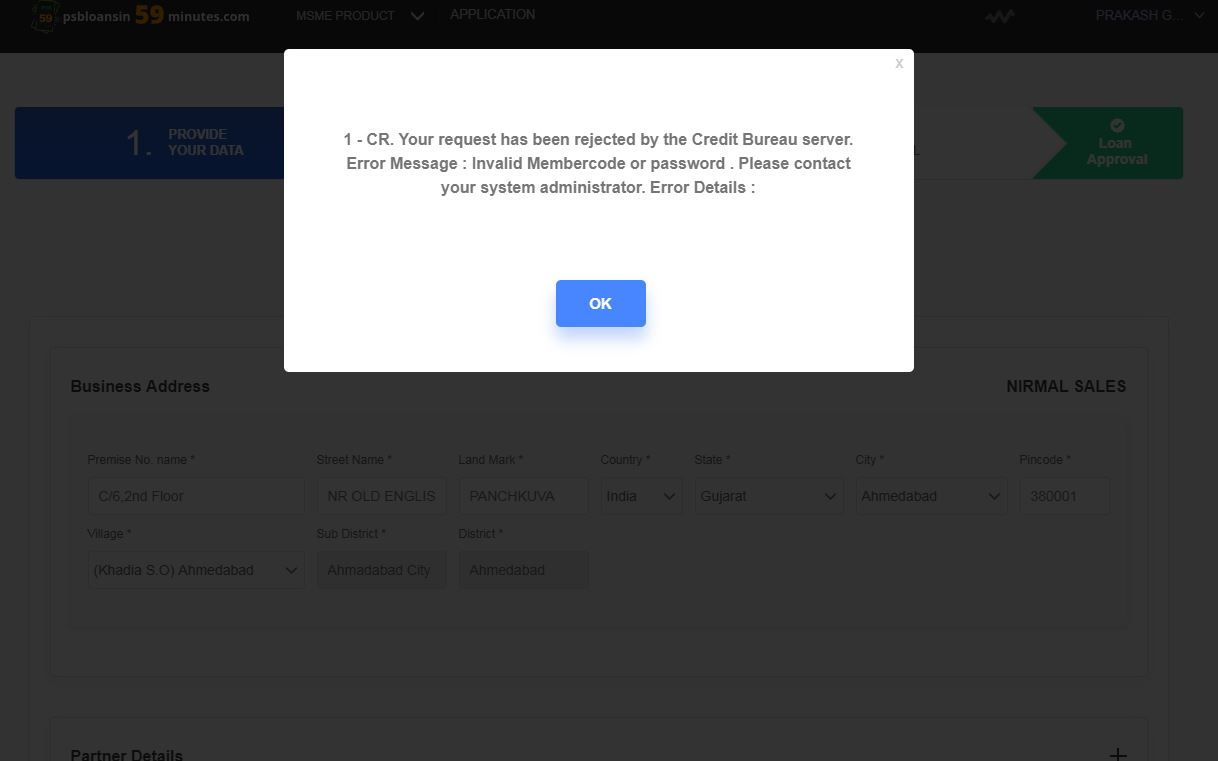 psbloansin 59 minutes.com
MSME PRODUCT
APPLICATION
PRAKASH G...
x
1 - CR. Your request has been rejected by the Credit Bureau server.
Error Message : Invalid Membercode or password . Please contact
your system administrator. Error Details :
OK
1. PROVIDE
YOUR DATA
Loan
Approval
Business Address
NIRMAL SALES
Premise No. name * Street Name * Land Mark * Country * State * City * Pincode *
C/6,2nd Floor NR OLD ENGLIS PANCHKUVA India Gujarat Ahmedabad 380001
Village * Sub District * District *
(Khadia S.O) Ahmedabad Ahmadabad City Ahmedabad
Partner Details